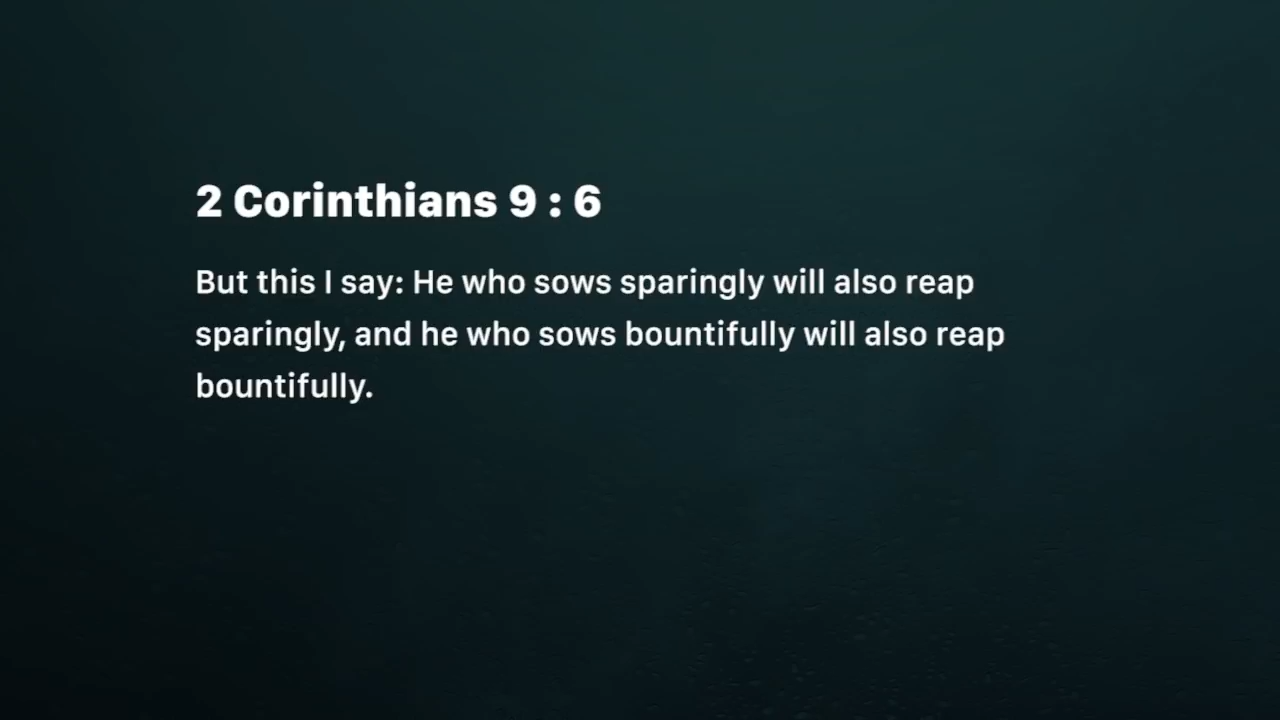 2 Corinthians 9 : 6
But this I say: He who sows sparingly will also reap
sparingly, and he who sows bountifully will also reap
bountifully.